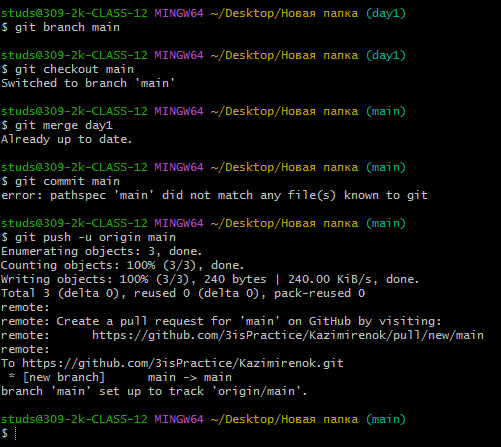 studs@309-2k-CLASS-12 MINGW64 ~/Desktop/Новая папка (day1)
$ git branch main
studs@309-2k-CLASS-12 MINGW64 ~/Desktop/Новая папка (day1)
$ git checkout main
Switched to branch 'main'
studs@309-2k-CLASS-12 MINGW64 ~/Desktop/Новая папка (main)
$ git merge day1
Already up to date.
studs@309-2k-CLASS-12 MINGW64 ~/Desktop/Новая папка (main)
$ git commit main
error: pathspec 'main' did not match any file(s) known to git
studs@309-2k-CLASS-12 MINGW64 ~/Desktop/Новая папка (main)
$ git push -u origin main
Enumerating objects: 3, done.
Counting objects: 100% (3/3), done.
Writing objects: 100% (3/3), 240 bytes | 240.00 KiB/s, done.
Total 3 (delta 0), reused 0 (delta 0), pack-reused 0
remote:
remote: Create a pull request for 'main' on GitHub by visiting:
remote:      https://github.com/3isPractice/Kazimirenok/pull/new/main
remote:
To https://github.com/3isPractice/Kazimirenok.git
 * [new branch]      main -> main
branch 'main' set up to track 'origin/main'.
studs@309-2k-CLASS-12 MINGW64 ~/Desktop/Новая папка (main)
$